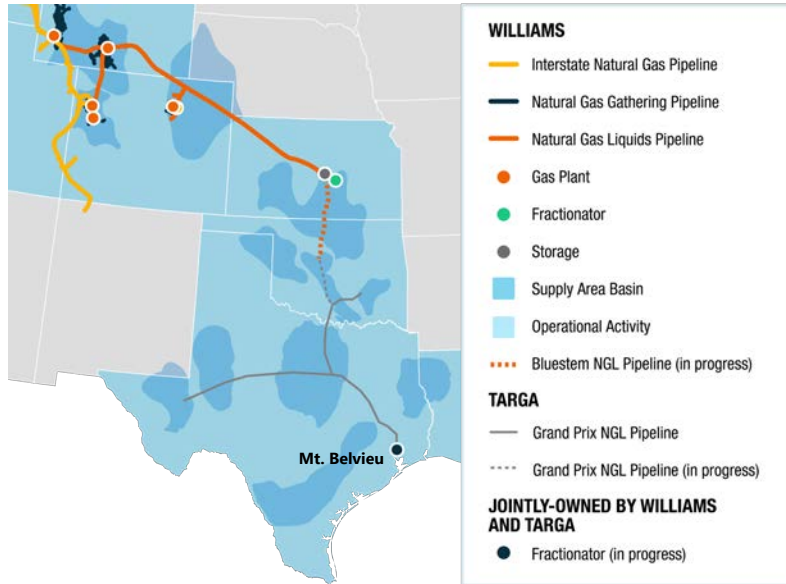 WILLIAMS
Interstate Natural Gas Pipeline
Natural Gas Gathering Pipeline
Natural Gas Liquids Pipeline
Gas Plant
Fractionator
Storage
Supply Area Basin
Operational Activity
Bluestem NGL Pipeline (in progress)
TARGA
Grand Prix NGL Pipeline
Grand Prix NGL Pipeline (in progress)
JOINTLY-OWNED BY WILLIAMS
AND TARGA
Fractionator (in progress)
Mt. Belvieu